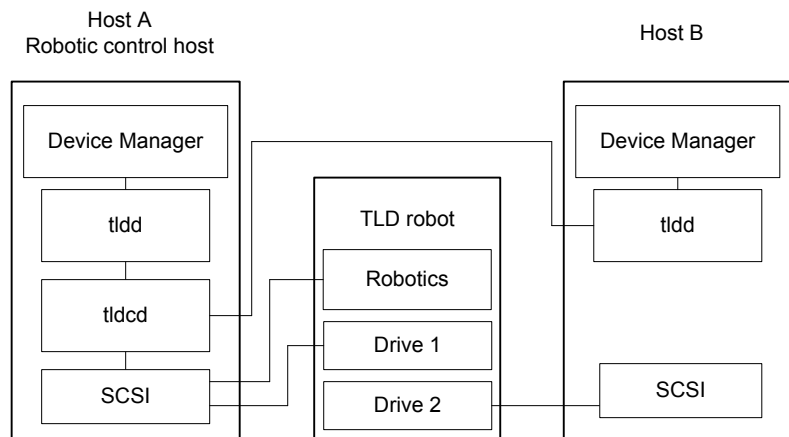 Host A
Robotic control host
Host B
Device Manager
tldd
tldcd
SCSI
TLD robot
Robotics
Drive 1
Drive 2
Device Manager
tldd
SCSI